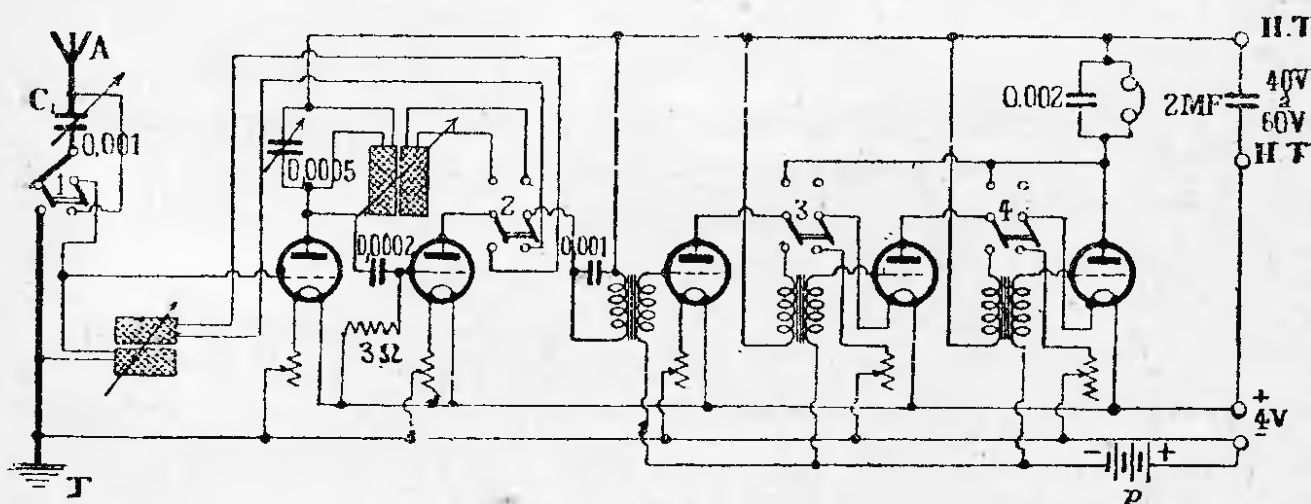 A
C
0,001
1
0,0005
0,0002
3Ω
2
0,001
3
4
0.002
2MF
H.T
40V
à
60V
H T
+
4V
-
- +
p
T